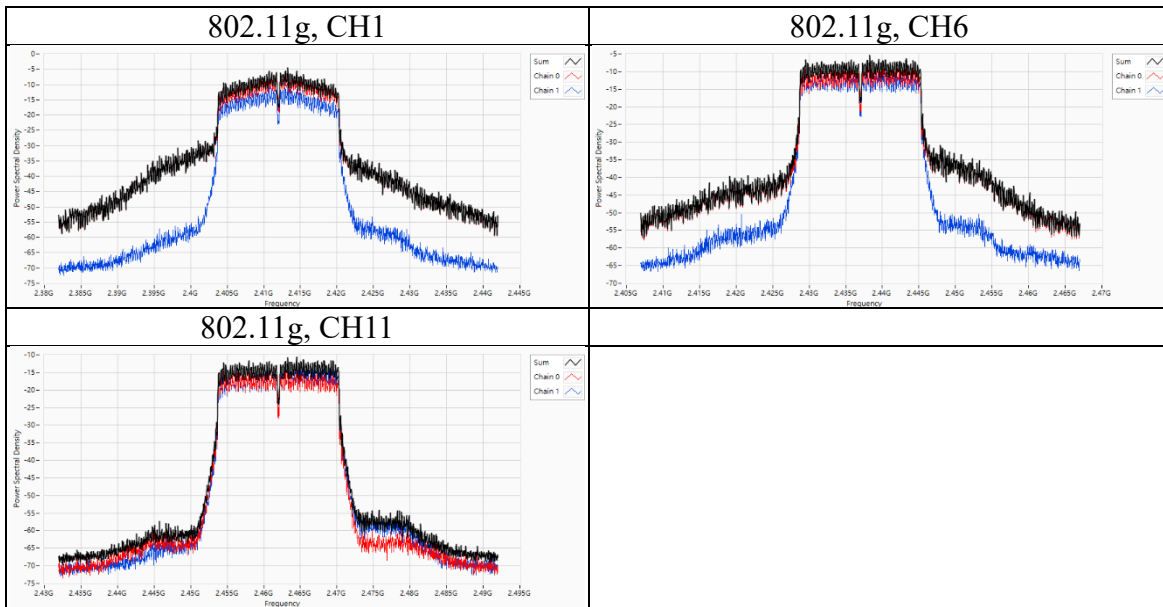 802.11g, CH1
802.11g, CH6
0-
-5-
-10-
-15-
-20-
-25-
-30-
-35-
-40-
-45-
-50-
-55-
-60-
-65-
-70-
-75-
Power Spectral Density
2.38G 2.385G 2.39G 2.395G 2.4G 2.405G 2.41G 2.415G 2.42G 2.425G 2.43G 2.435G 2.44G 2.445G
Frequency
Sum
Chain 0
Chain 1
-5-
-10-
-15-
-20-
-25-
-30-
-35-
-40-
-45-
-50-
-55-
-60-
-65-
-70-
Power Spectral Density
2.405G 2.41G 2.415G 2.42G 2.425G 2.43G 2.435G 2.44G 2.445G 2.45G 2.455G 2.46G 2.465G 2.47G
Frequency
Sum
Chain 0
Chain 1
802.11g, CH11
-10-
-15-
-20-
-25-
-30-
-35-
-40-
-45-
-50-
-55-
-60-
-65-
-70-
-75-
Power Spectral Density
2.43G 2.435G 2.44G 2.445G 2.45G 2.455G 2.46G 2.465G 2.47G 2.475G 2.48G 2.485G 2.49G 2.495G
Frequency
Sum
Chain 0
Chain 1